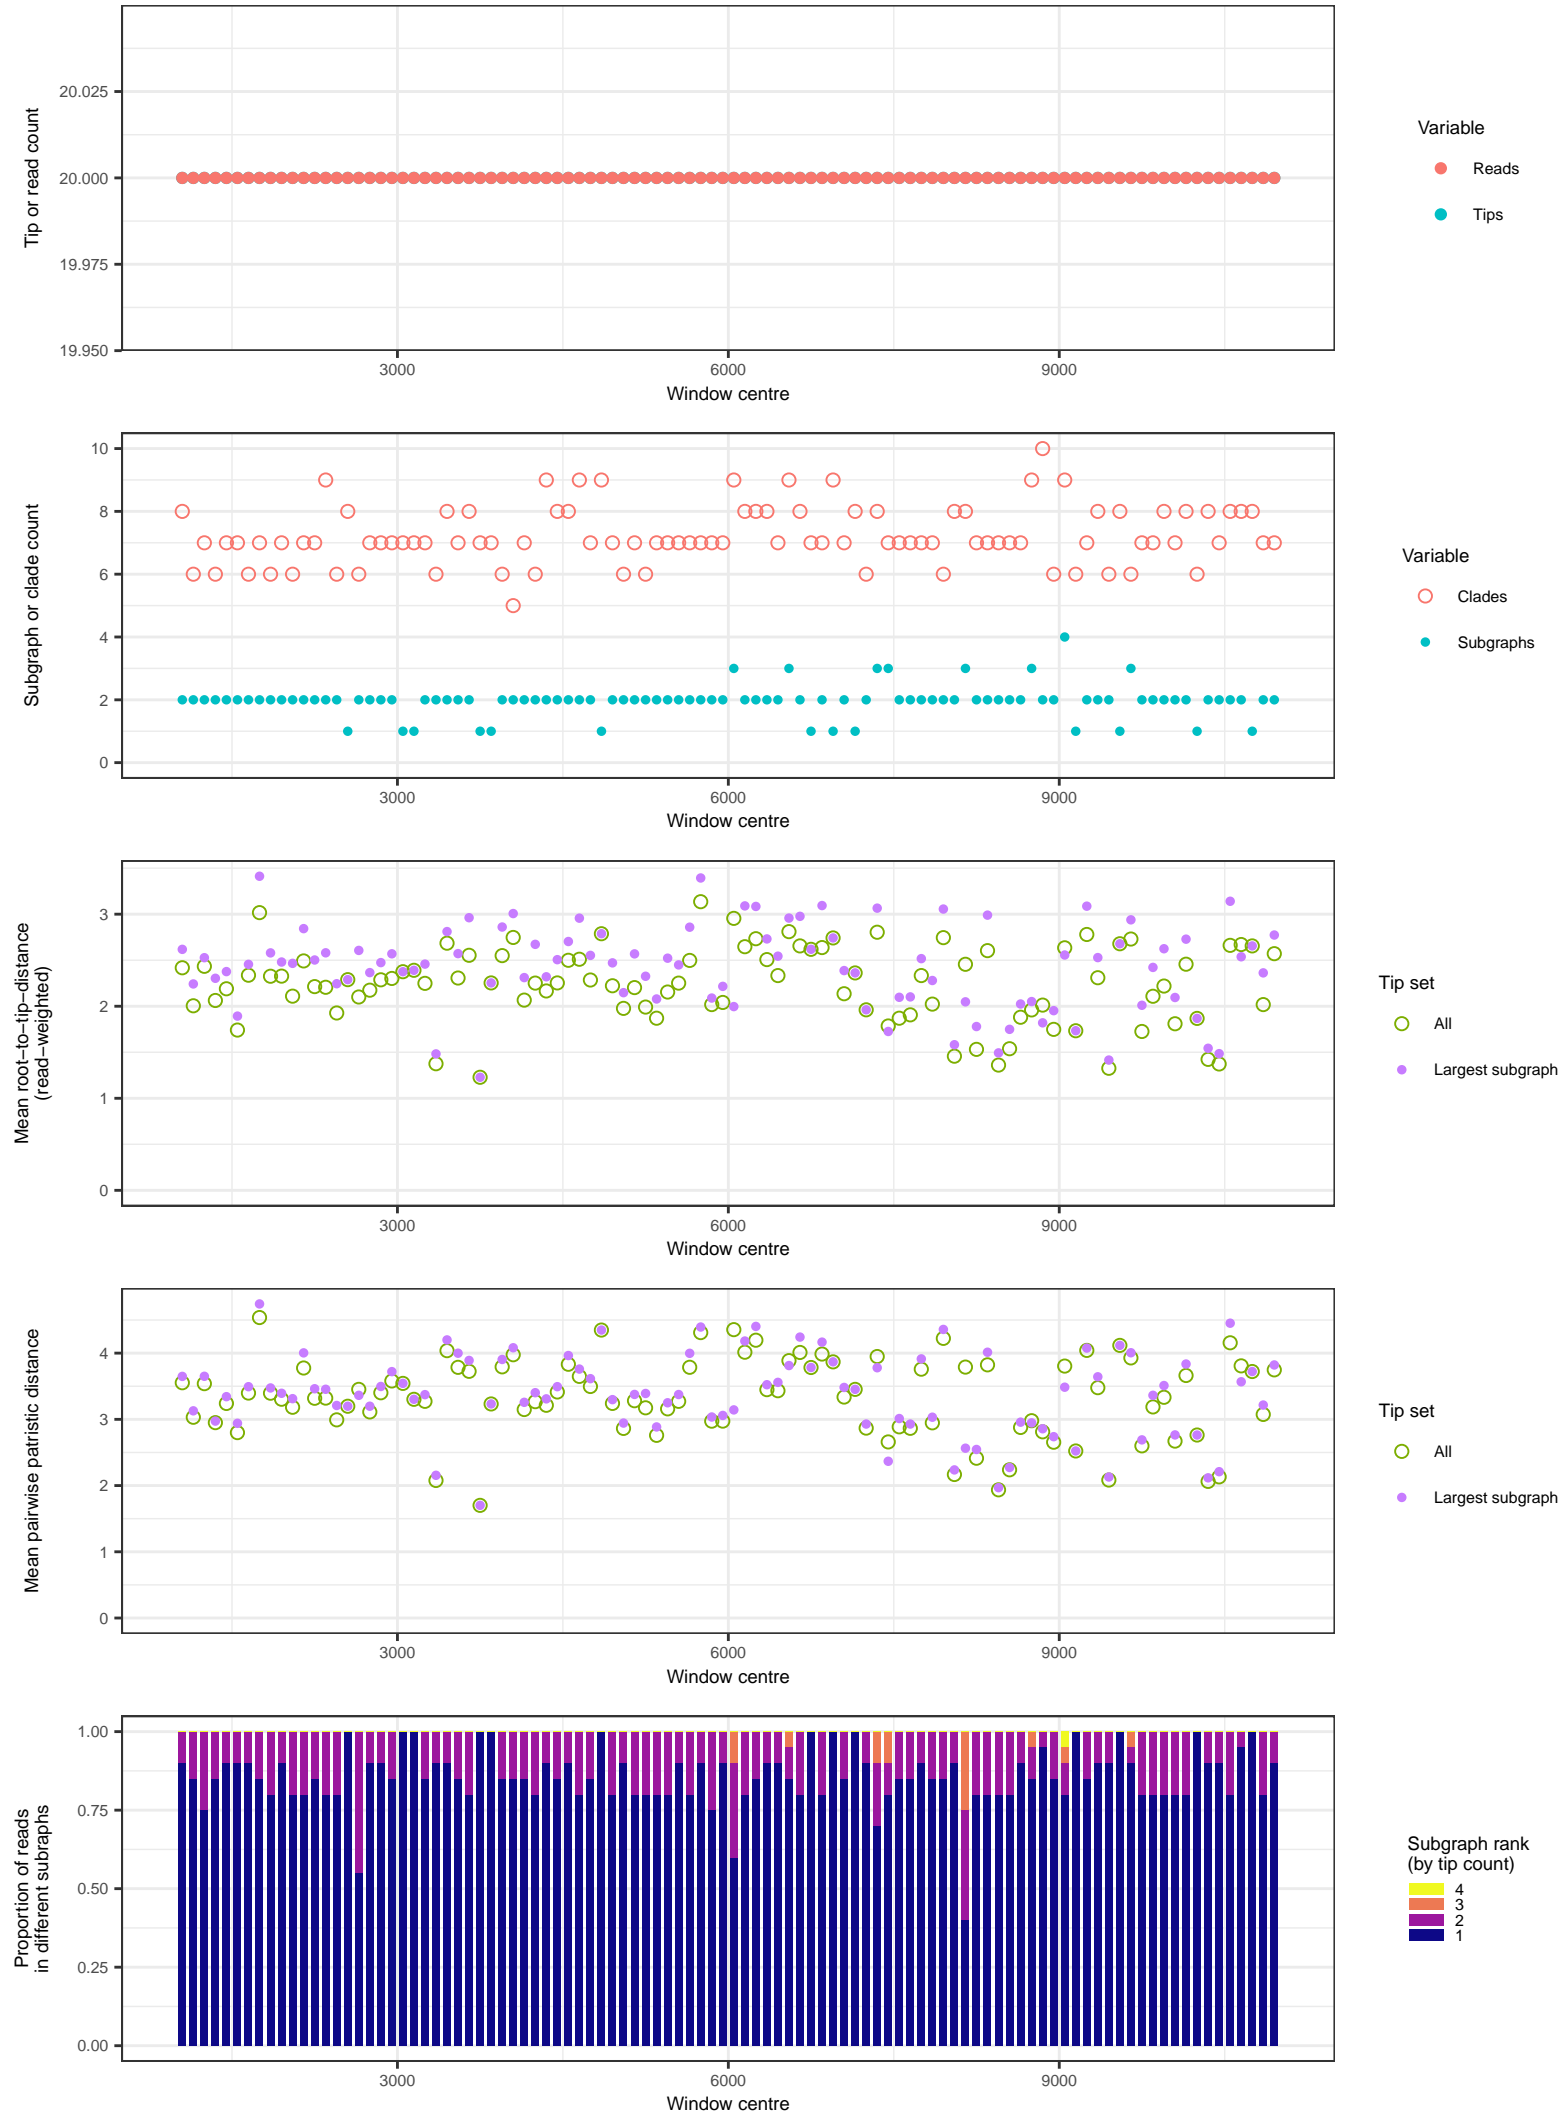 20.025
20.000
19.975
19.950
Tip or read count
3000 6000 9000
Window centre
Variable
Reads
Tips
10
8
6
4
2
0
Subgraph or clade count
3000 6000 9000
Window centre
Variable
Clades
Subgraphs
3
2
1
0
Mean root−to−tip−distance
(read−weighted)
3000 6000 9000
Window centre
Tip set
All
Largest subgraph
4
3
2
1
0
Mean pairwise patristic distance
3000 6000 9000
Window centre
Tip set
All
Largest subgraph
1.00
0.75
0.50
0.25
0.00
Proportion of reads
in different subraphs
3000 6000 9000
Window centre
Subgraph rank
(by tip count)
4
3
2
1